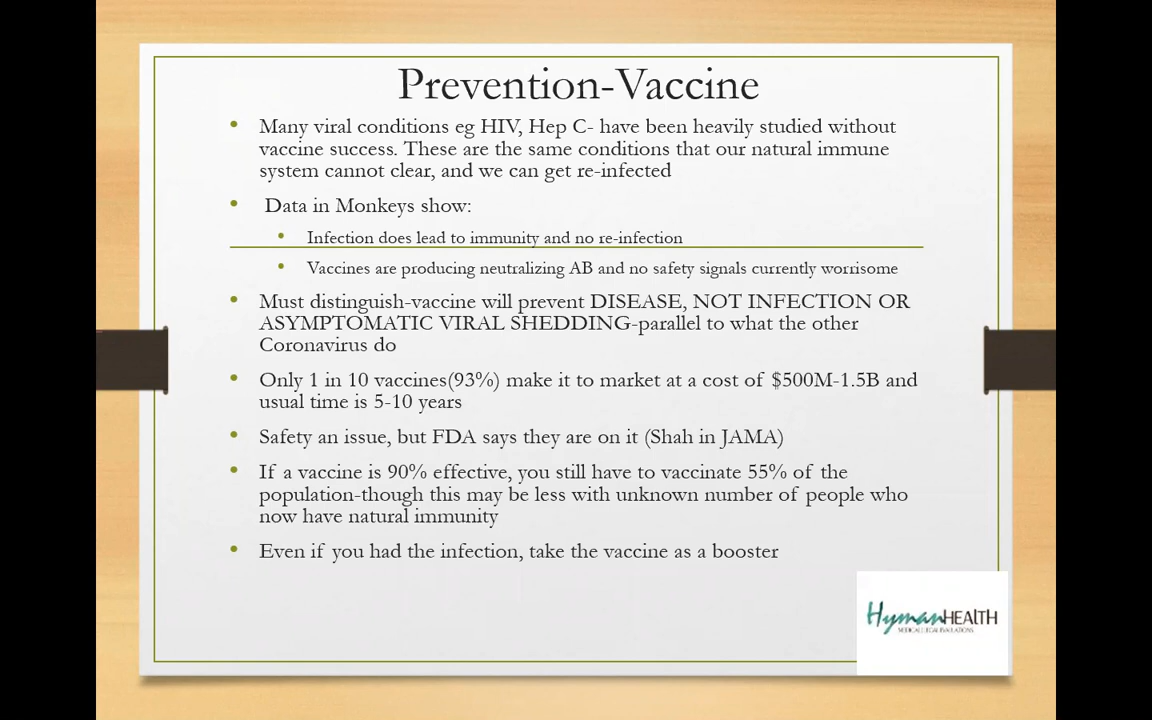 Prevention-Vaccine
• Many viral conditions eg HIV, Hep C- have been heavily studied without
vaccine success. These are the same conditions that our natural immune
system cannot clear, and we can get re-infected
• Data in Monkeys show:
• Infection does lead to immunity and no re-infection
• Vaccines are producing neutralizing AB and no safety signals currently worrisome
• Must distinguish-vaccine will prevent DISEASE, NOT INFECTION OR
ASYMPTOMATIC VIRAL SHEDDING-parallel to what the other
Coronavirus do
• Only 1 in 10 vaccines(93%) make it to market at a cost of $500M-1.5B and
usual time is 5-10 years
• Safety an issue, but FDA says they are on it (Shah in JAMA)
• If a vaccine is 90% effective, you still have to vaccinate 55% of the
population-though this may be less with unknown number of people who
now have natural immunity
• Even if you had the infection, take the vaccine as a booster
HymanHEALTH
MEDICAL LEGAL EVALUATIONS